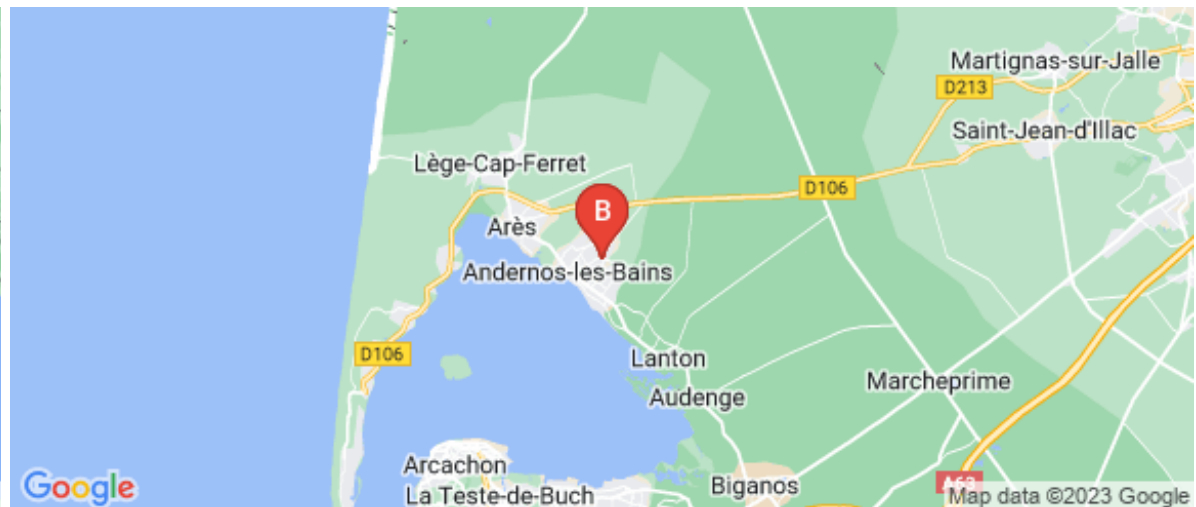 Martignas-sur-Jalle
D213
Saint-Jean-d'Illac
Lège-Cap-Ferret
D106
B
Arès
Andernos-les-Bains
D106
Lanton
Marcheprime
Audenge
Arcachon
La Teste-de-Buch
Biganos
A63
Google
Map data ©2023 Google